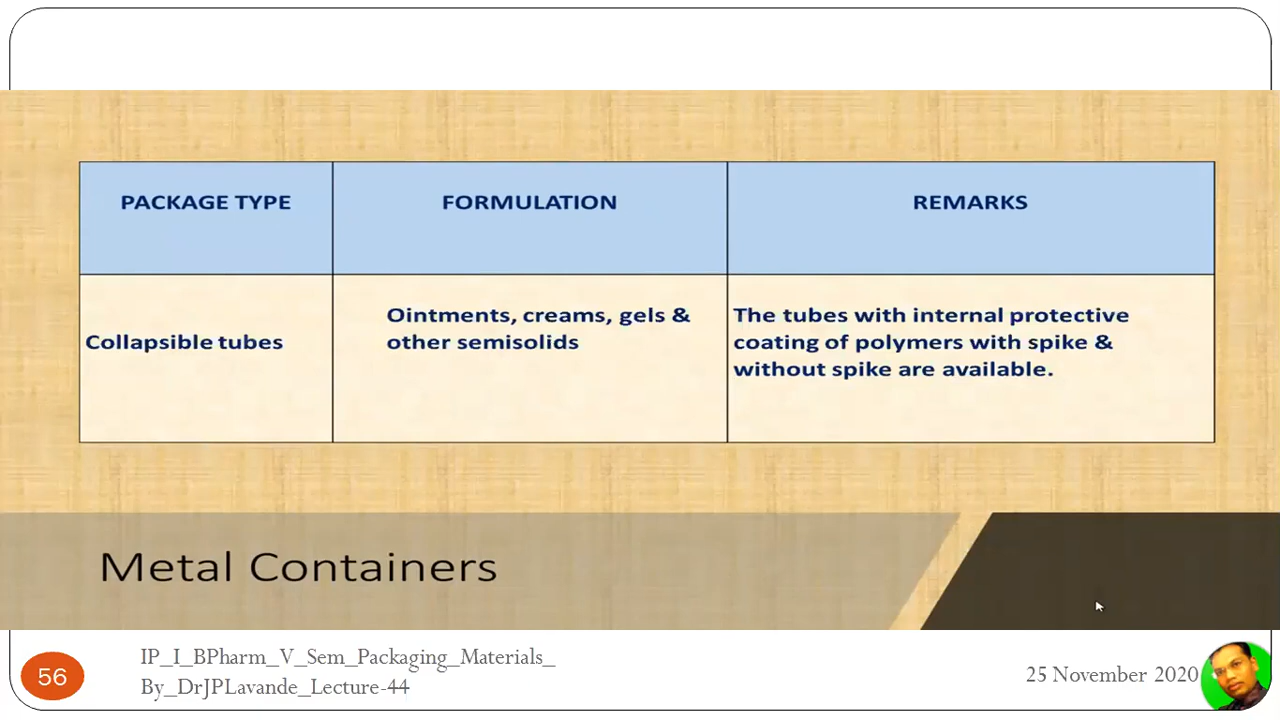 PACKAGE TYPE
FORMULATION
REMARKS
Collapsible tubes
Ointments, creams, gels &
other semisolids
The tubes with internal protective
coating of polymers with spike &
without spike are available.
Metal Containers
56
IP_I_BPharm_V_Sem_Packaging_Materials_
By_DrJPLavande_Lecture-44
25 November 2020